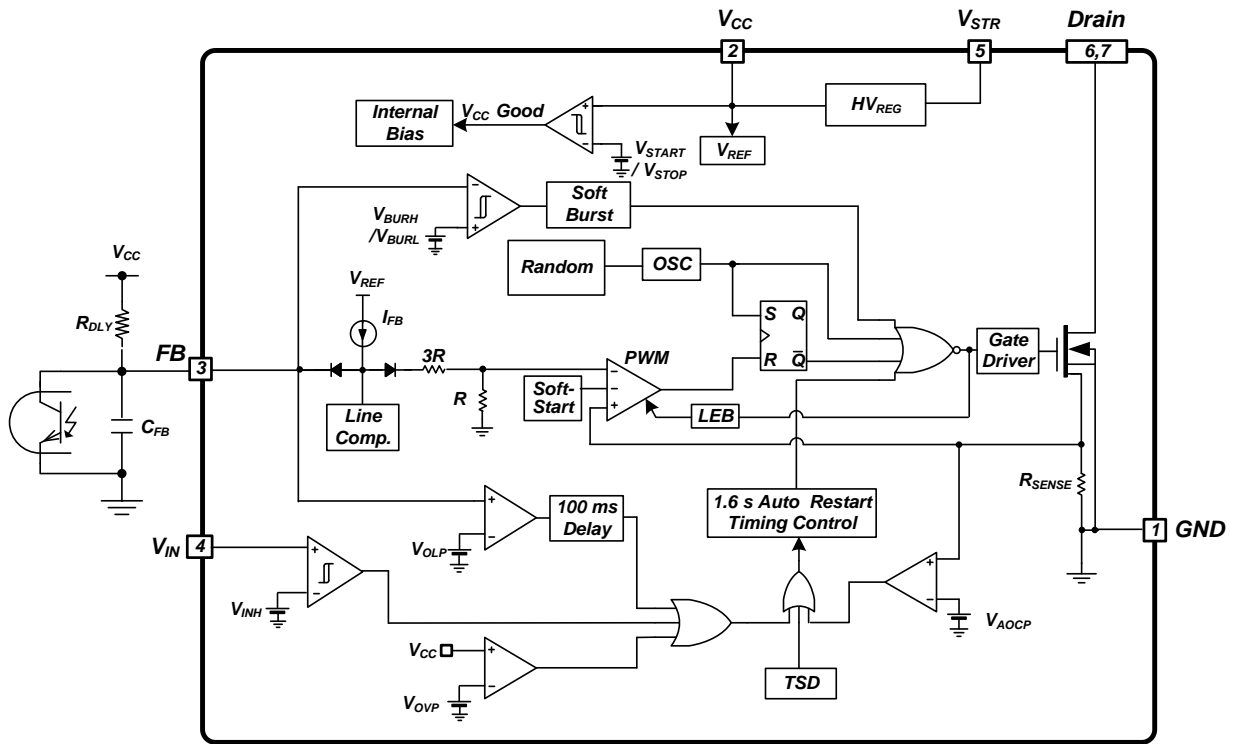 VCC
VSTR
Drain
2
5
6,7
Internal
Bias
VCC Good
+
−
HVREG
VREF
VSTART
/ VSTOP
−
+
Soft
Burst
VBURH
/VBURL
Random
OSC
VCC
RDLY
VREF
IFB
S Q
R Q̅
Gate
Driver
FB
3
3R
PWM
−
−
+
R
Soft-
Start
LEB
Line
Comp.
CFB
RSENSE
1.6 s Auto Restart
Timing Control
+
−
100 ms
Delay
VOLP
1
GND
VIN
4
+
−
VINH
+
−
VAOCP
VCC
+
−
VOVP
TSD